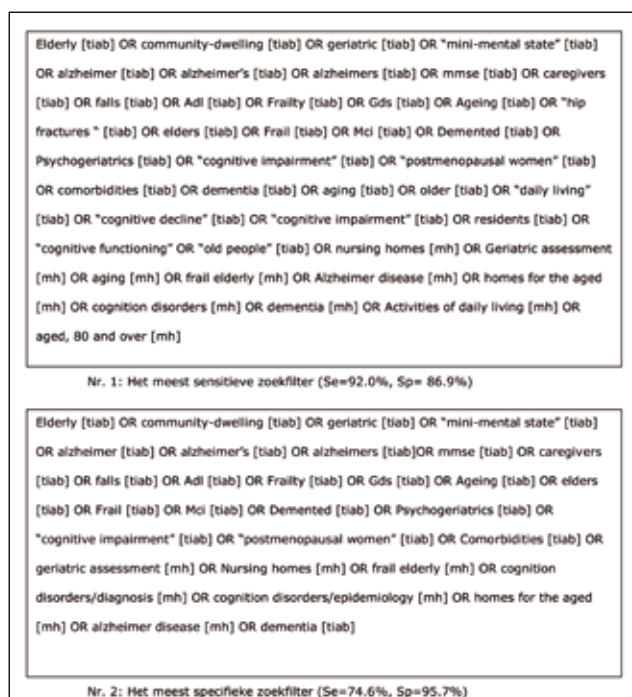 Elderly [tiab] OR community-dwelling [tiab] OR geriatric [tiab] OR “mini-mental state” [tiab]
OR alzheimer [tiab] OR alzheimer’s [tiab] OR alzheimers [tiab] OR mmse [tiab] OR caregivers
[tiab] OR falls [tiab] OR Adl [tiab] OR Frailty [tiab] OR Gds [tiab] OR Ageing [tiab] OR “hip
fractures “ [tiab] OR elders [tiab] OR Frail [tiab] OR Mci [tiab] OR Demented [tiab] OR
Psychogeriatrics [tiab] OR “cognitive impairment” [tiab] OR “postmenopausal women” [tiab]
OR comorbidities [tiab] OR dementia [tiab] OR aging [tiab] OR older [tiab] OR “daily living”
[tiab] OR “cognitive decline” [tiab] OR “cognitive impairment” [tiab] OR residents [tiab] OR
“cognitive functioning” OR “old people” [tiab] OR nursing homes [mh] OR Geriatric assessment
[mh] OR aging [mh] OR frail elderly [mh] OR Alzheimer disease [mh] OR homes for the aged
[mh] OR cognition disorders [mh] OR dementia [mh] OR Activities of daily living [mh] OR
aged, 80 and over [mh]
Nr. 1: Het meest sensitieve zoekfilter (Se=92.0%, Sp= 86.9%)
Elderly [tiab] OR community-dwelling [tiab] OR geriatric [tiab] OR “mini-mental state” [tiab]
OR alzheimer [tiab] OR alzheimer’s [tiab] OR alzheimers [tiab]OR mmse [tiab] OR caregivers
[tiab] OR falls [tiab] OR Adl [tiab] OR Frailty [tiab] OR Gds [tiab] OR Ageing [tiab] OR elders
[tiab] OR Frail [tiab] OR Mci [tiab] OR Demented [tiab] OR Psychogeriatrics [tiab] OR
“cognitive impairment” [tiab] OR “postmenopausal women” [tiab] OR Comorbidities [tiab] OR
geriatric assessment [mh] OR Nursing homes [mh] OR frail elderly [mh] OR cognition
disorders/diagnosis [mh] OR cognition disorders/epidemiology [mh] OR homes for the aged
[mh] OR alzheimer disease [mh] OR dementia [tiab]
Nr. 2: Het meest specifieke zoekfilter (Se=74.6%, Sp=95.7%)